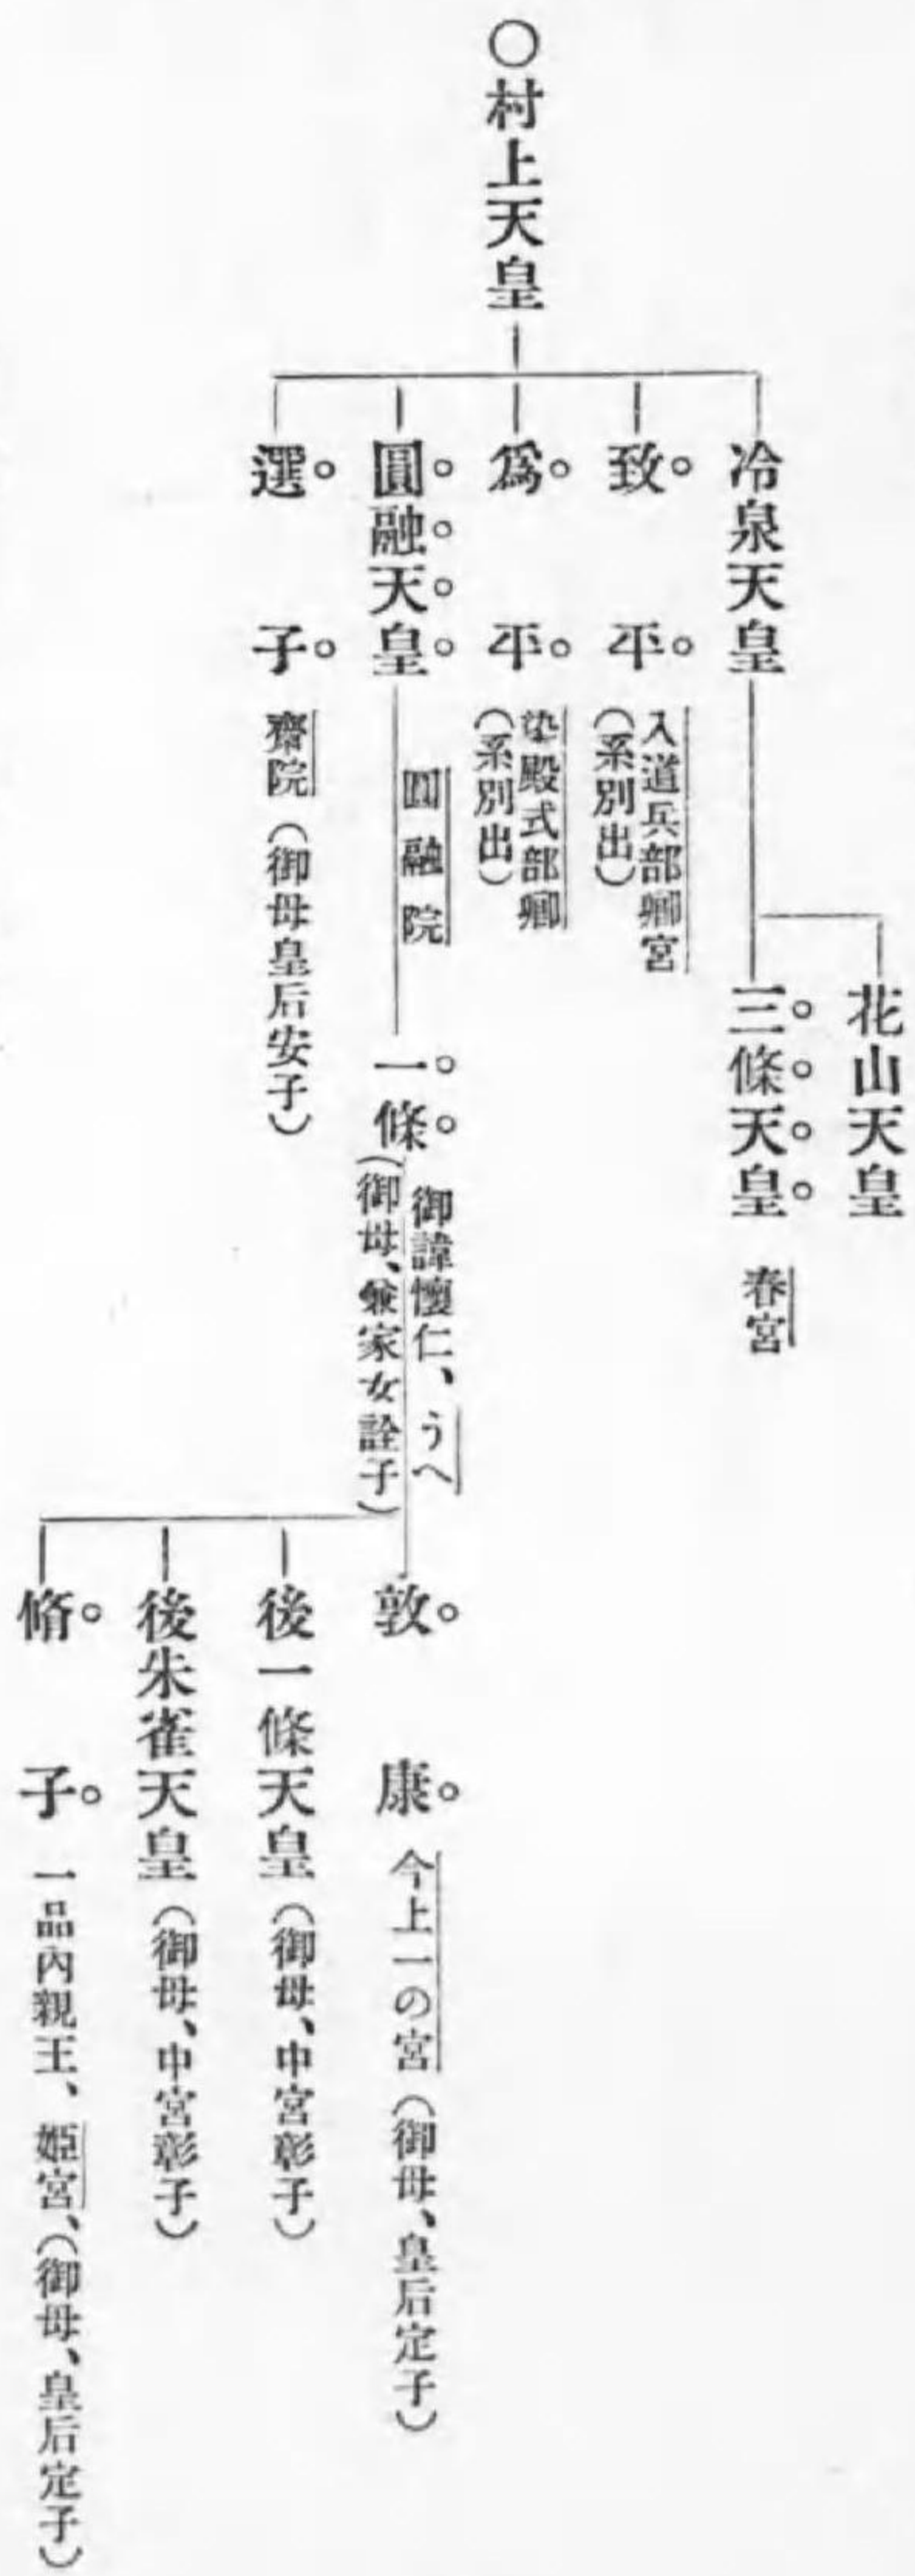 〇村上天皇
花山天皇
冷泉天皇
三條天皇
春宮
致平
入道兵部卿宮
(系別出)
爲平
染殿式部卿
(系別出)
圓融天皇
圓融院
一條
御諱懷仁、うへ
(御母、兼家女詮子)
敦康
今上一の宮(御母、皇后定子)
後一條天皇(御母、中宮彰子)
後朱雀天皇(御母、中宮彰子)
脩子
一品內親王、姫宮、(御母、皇后定子)
選子
齋院(御母皇后安子)